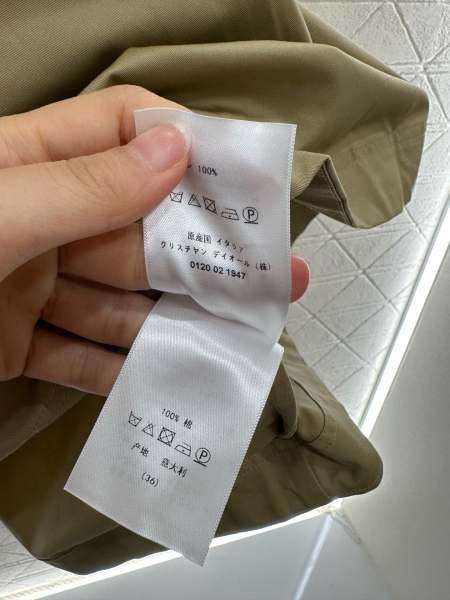 100%
原産国 イタリア
クリスチャン デイオール (株)
0120 02 1947
100% 棉
产地 意大利
(36)